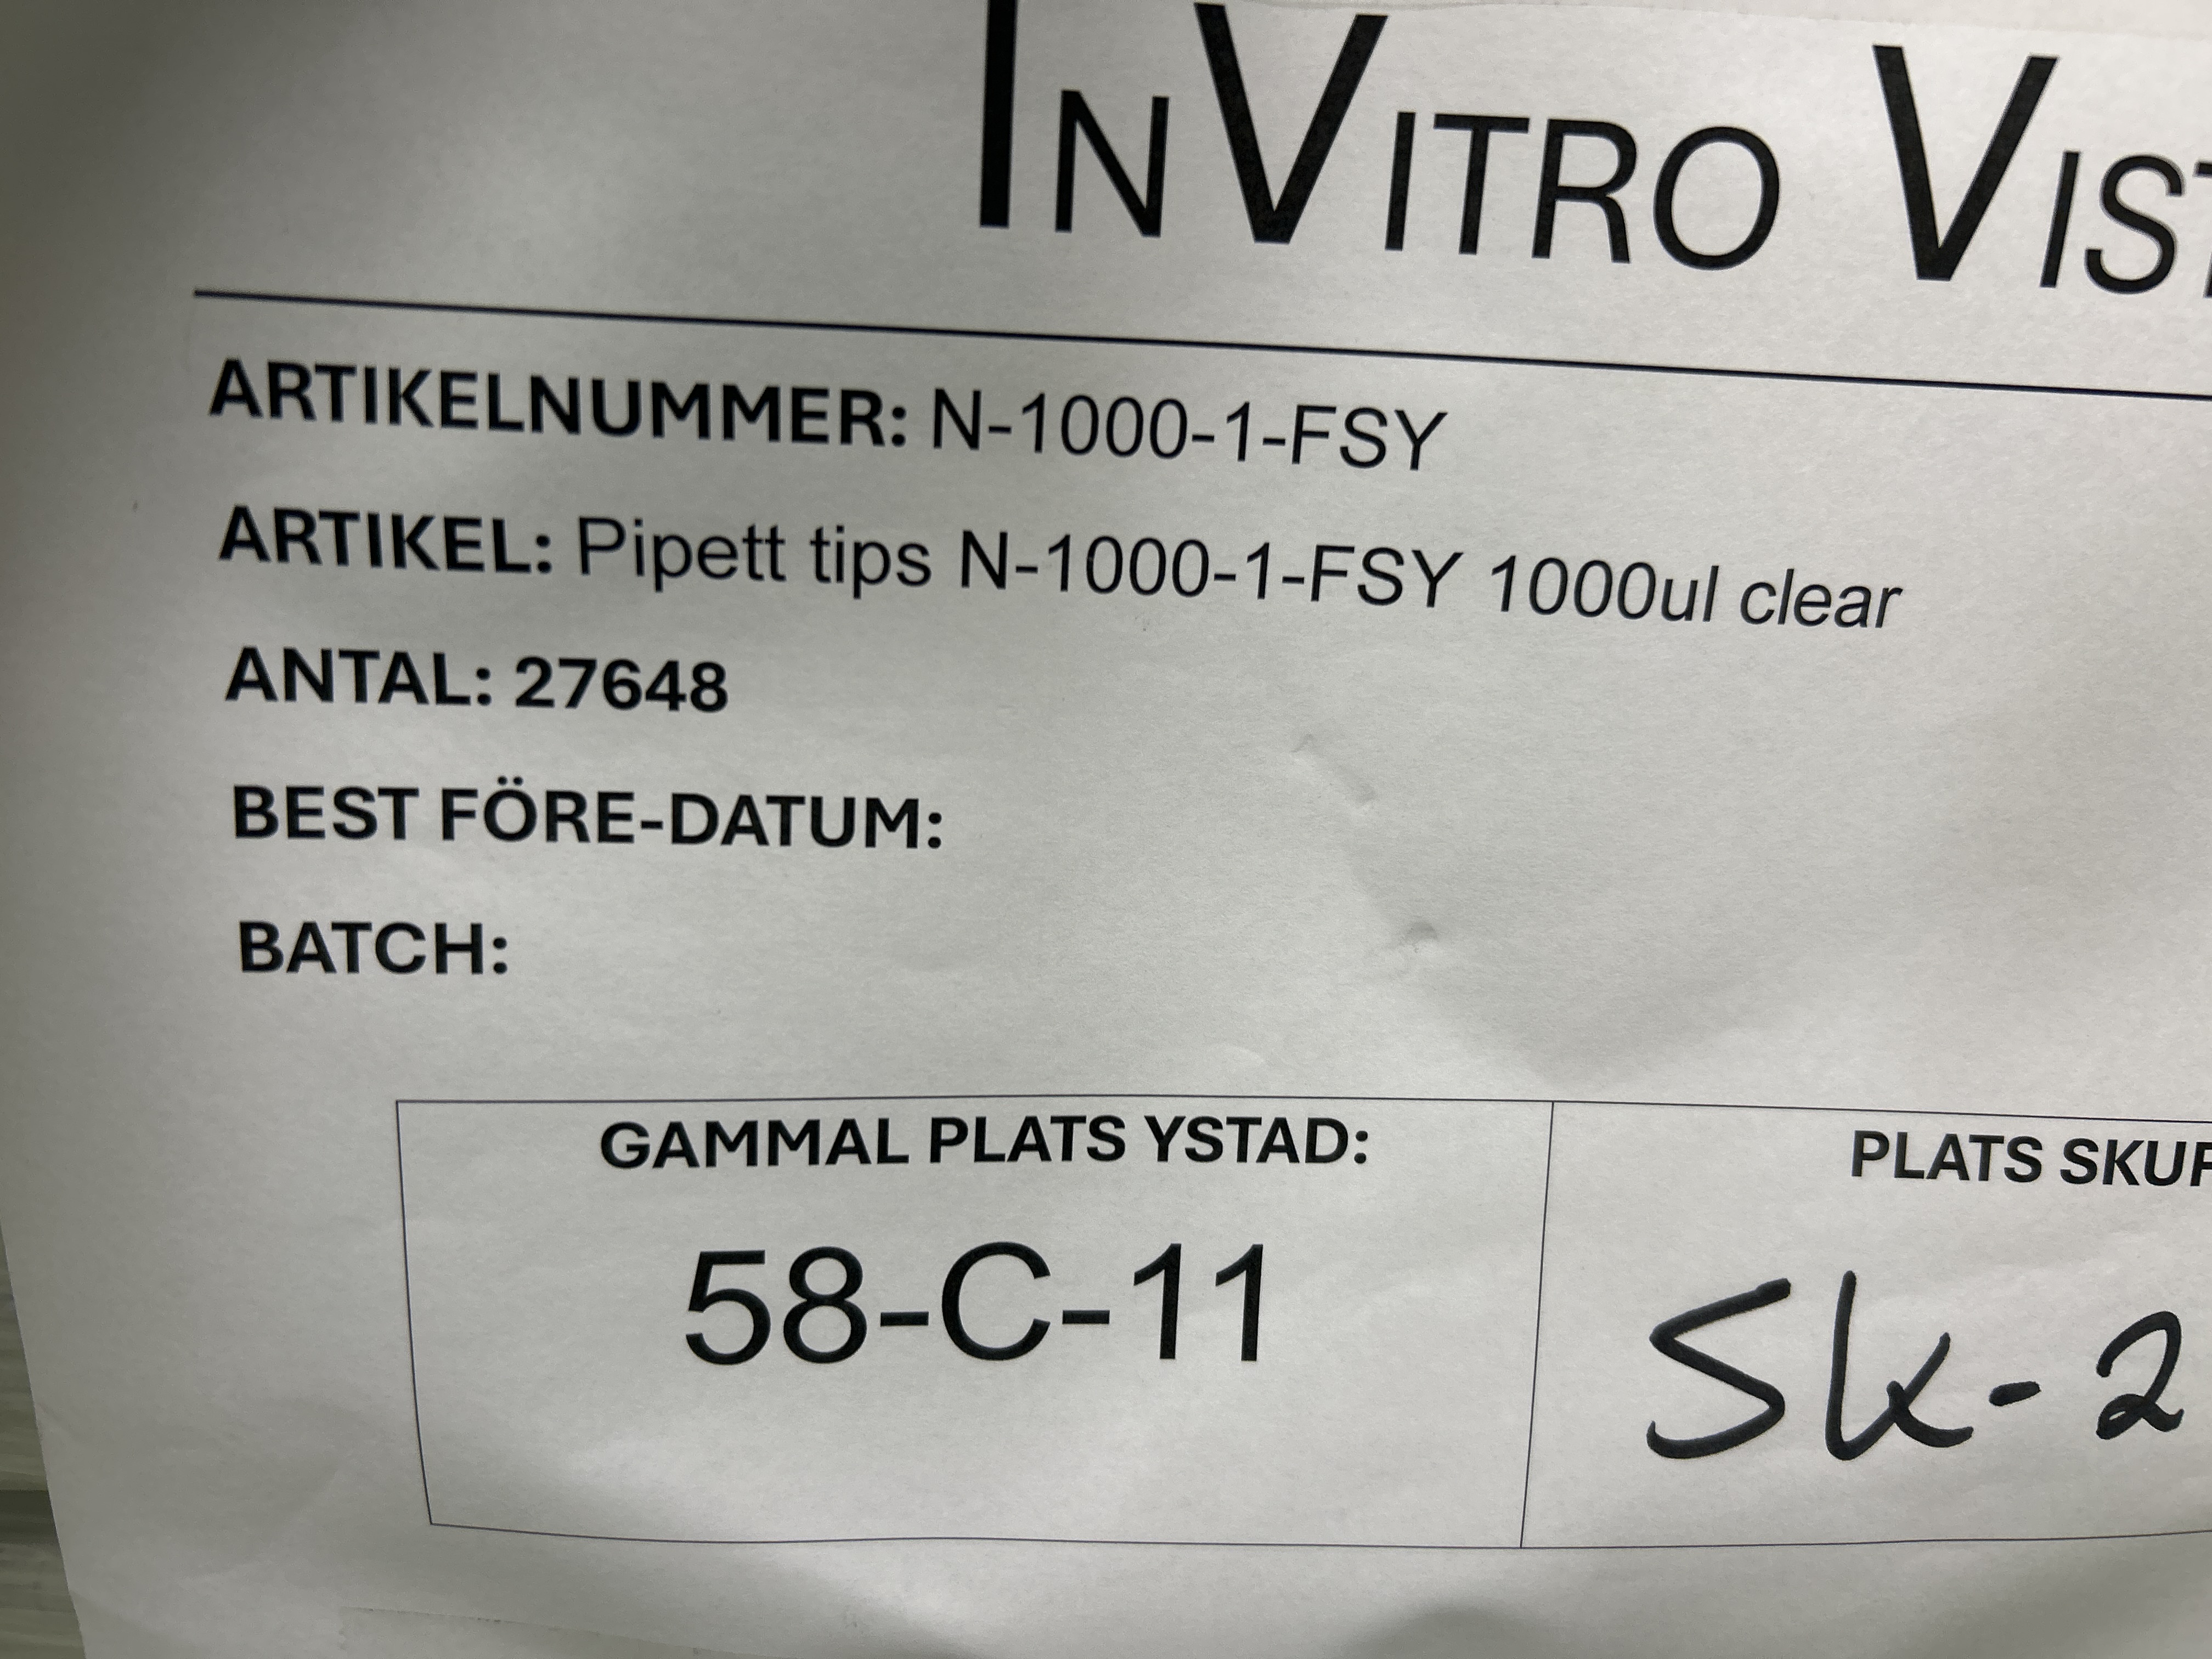 INVITRO
ARTIKELNUMMER: N-1000-1-FSY
ARTIKEL: Pipett tips N-1000-1-FSY 1000ul clear
ANTAL: 27648
BEST FÖRE-DATUM:
BATCH:
GAMMAL PLATS YSTAD:
58-C-11
PLATS
Sk-2